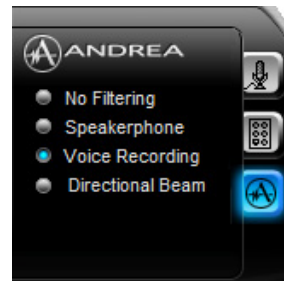 ANDREA
No Filtering
Speakerphone
Voice Recording
Directional Beam